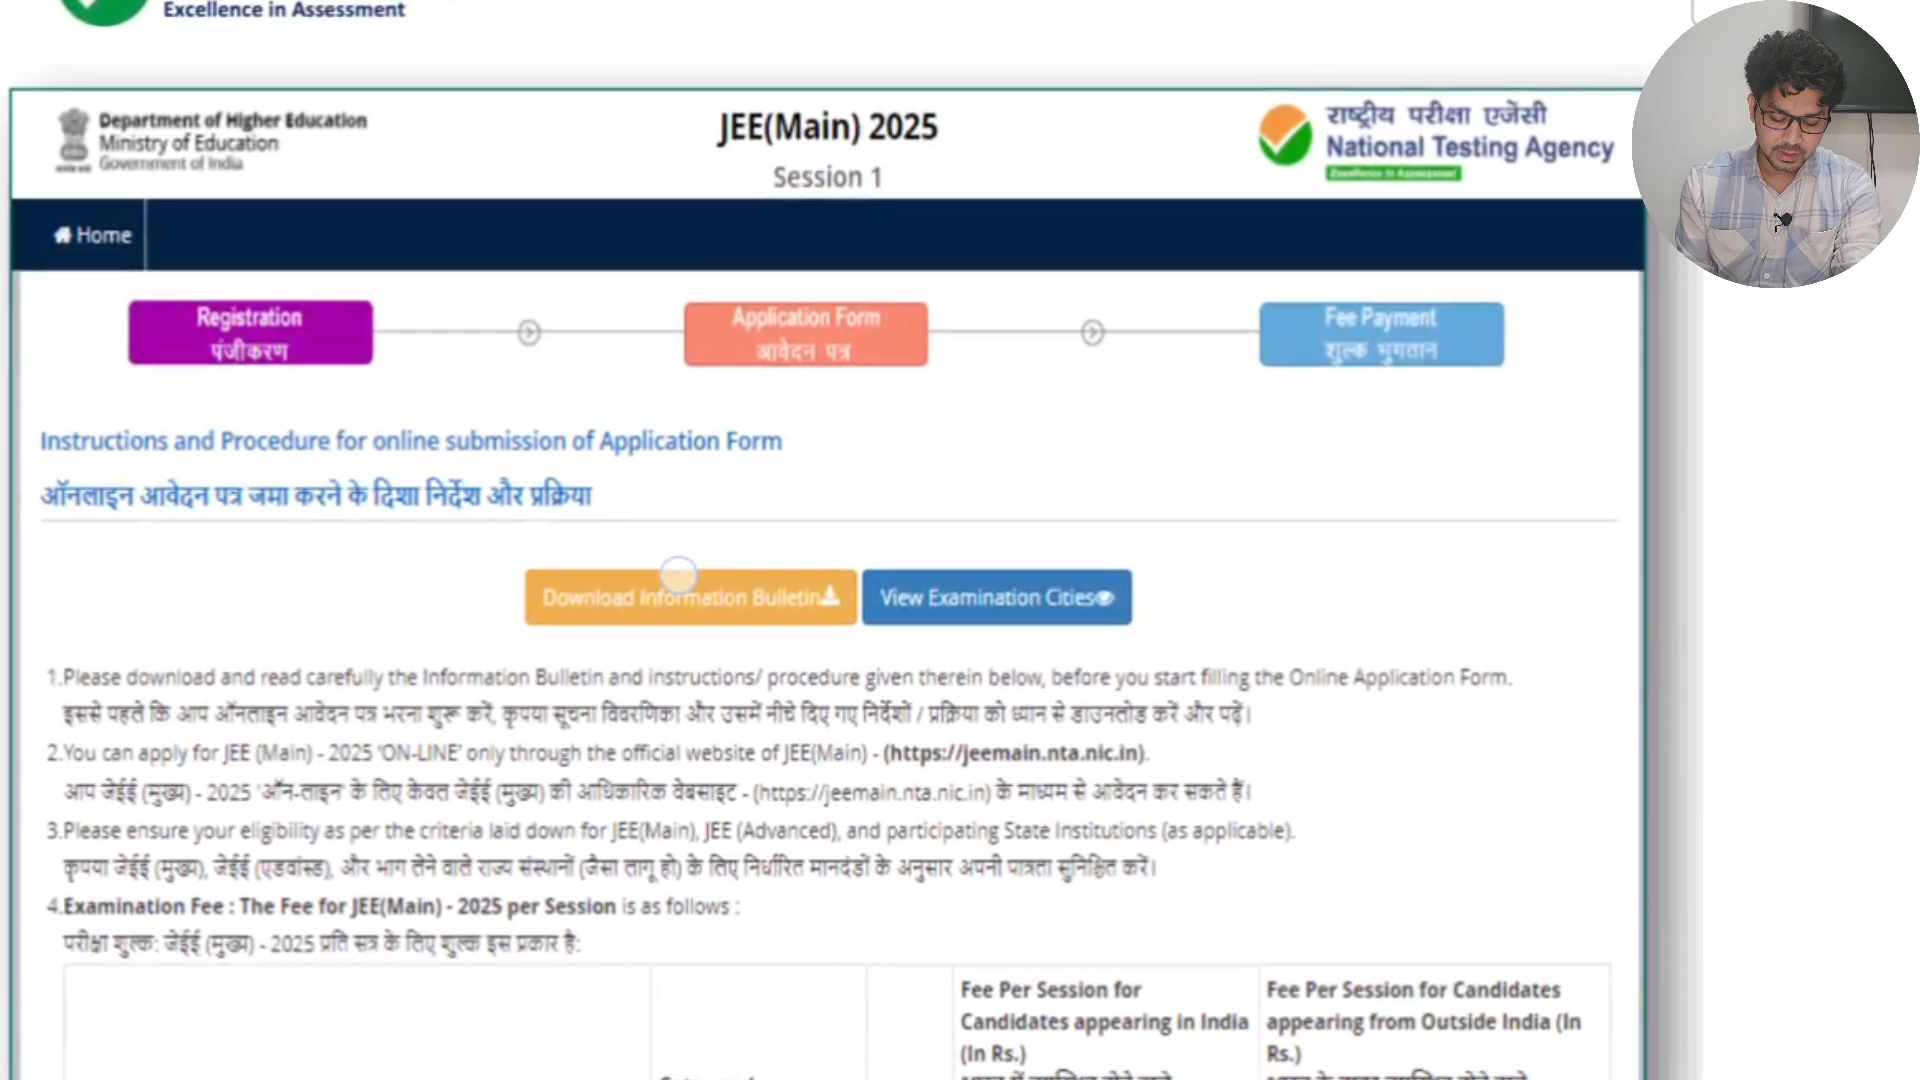 Excellence in Assessment
Department of Higher Education
Ministry of Education
Government of India
JEE(Main) 2025
Session 1
राष्ट्रीय परीक्षा एजेंसी
National Testing Agency
Excellence in Assessment
Home
Registration
पंजीकरण
Application Form
आवेदन पत्र
Fee Payment
शुल्क भुगतान
Instructions and Procedure for online submission of Application Form
ऑनलाइन आवेदन पत्र जमा करने के दिशा निर्देश और प्रक्रिया
Download Information Bulletin
View Examination Cities
1.Please download and read carefully the Information Bulletin and instructions/ procedure given therein below, before you start filling the Online Application Form.
इससे पहले कि आप ऑनलाइन आवेदन पत्र भरना शुरू करें, कृपया सूचना विवरणिका और उसमें नीचे दिए गए निर्देशों / प्रक्रिया को ध्यान से डाउनलोड करें और पढ़ें।
2.You can apply for JEE (Main) - 2025 'ON-LINE' only through the official website of JEE(Main) - (https://jeemain.nta.nic.in).
आप जेईई (मुख्य) - 2025 'ऑन-लाइन' के लिए केवल जेईई (मुख्य) की आधिकारिक वेबसाइट - (https://jeemain.nta.nic.in) के माध्यम से आवेदन कर सकते हैं।
3.Please ensure your eligibility as per the criteria laid down for JEE(Main), JEE (Advanced), and participating State Institutions (as applicable).
कृपया जेईई (मुख्य), जेईई (एडवांस्ड), और भाग लेने वाले राज्य संस्थानों (जैसा लागू हो) के लिए निर्धारित मानदंडों के अनुसार अपनी पात्रता सुनिश्चित करें।
4.Examination Fee : The Fee for JEE(Main) - 2025 per Session is as follows :
परीक्षा शुल्क: जेईई (मुख्य) - 2025 प्रति सत्र के लिए शुल्क इस प्रकार है:
Fee Per Session for
Candidates appearing in India
(In Rs.)
Fee Per Session for Candidates
appearing from Outside India (In
Rs.)